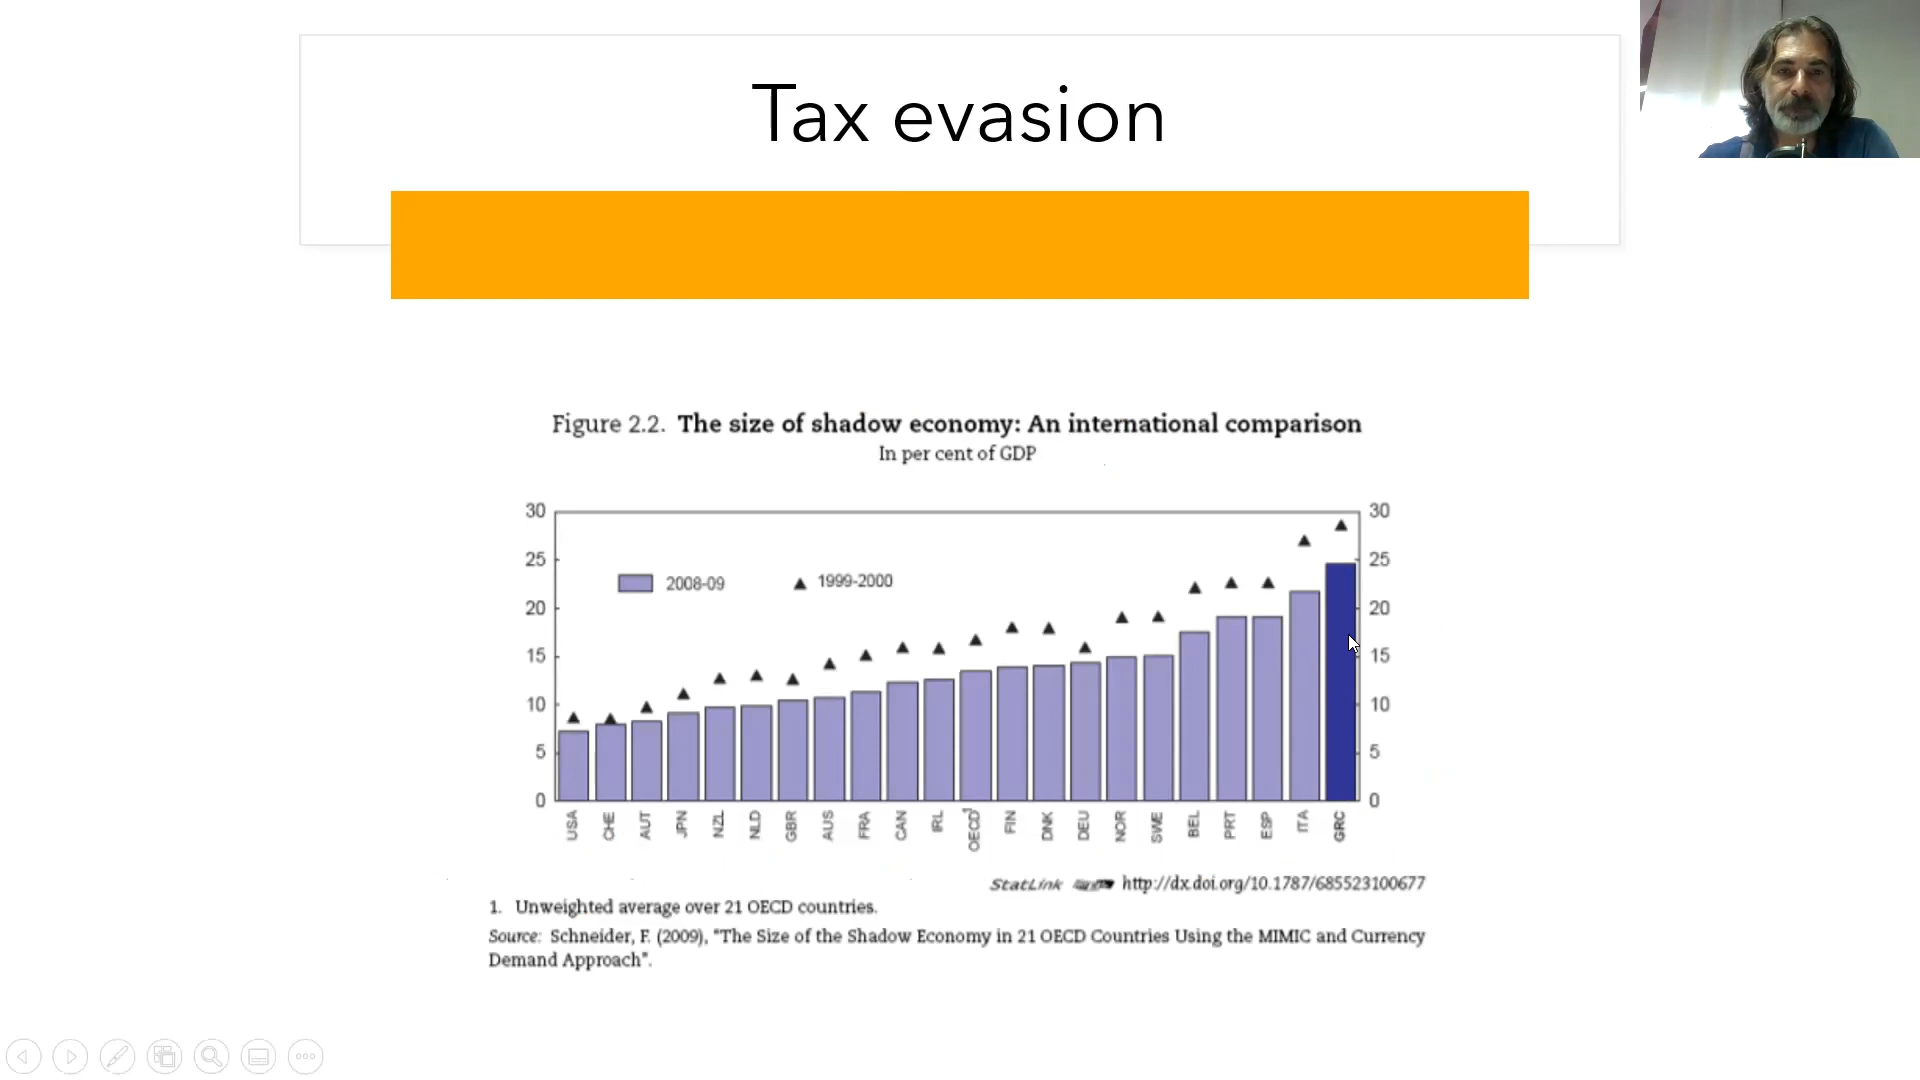 Tax evasion
Figure 2.2. The size of shadow economy: An international comparison
In per cent of GDP
30 30
25 25
2008-09 1999-2000
20 20
15 15
10 10
5 5
0 0
USA CHE AUT JPN NZL NLD GBR AUS FRA CAN IRL OECD¹ FIN DNK DEU NOR SWE BEL PRT ESP ITA GRC
StatLink http://dx.doi.org/10.1787/685523100677
1. Unweighted average over 21 OECD countries.
Source: Schneider, F. (2009), "The Size of the Shadow Economy in 21 OECD Countries Using the MIMIC and Currency
Demand Approach".